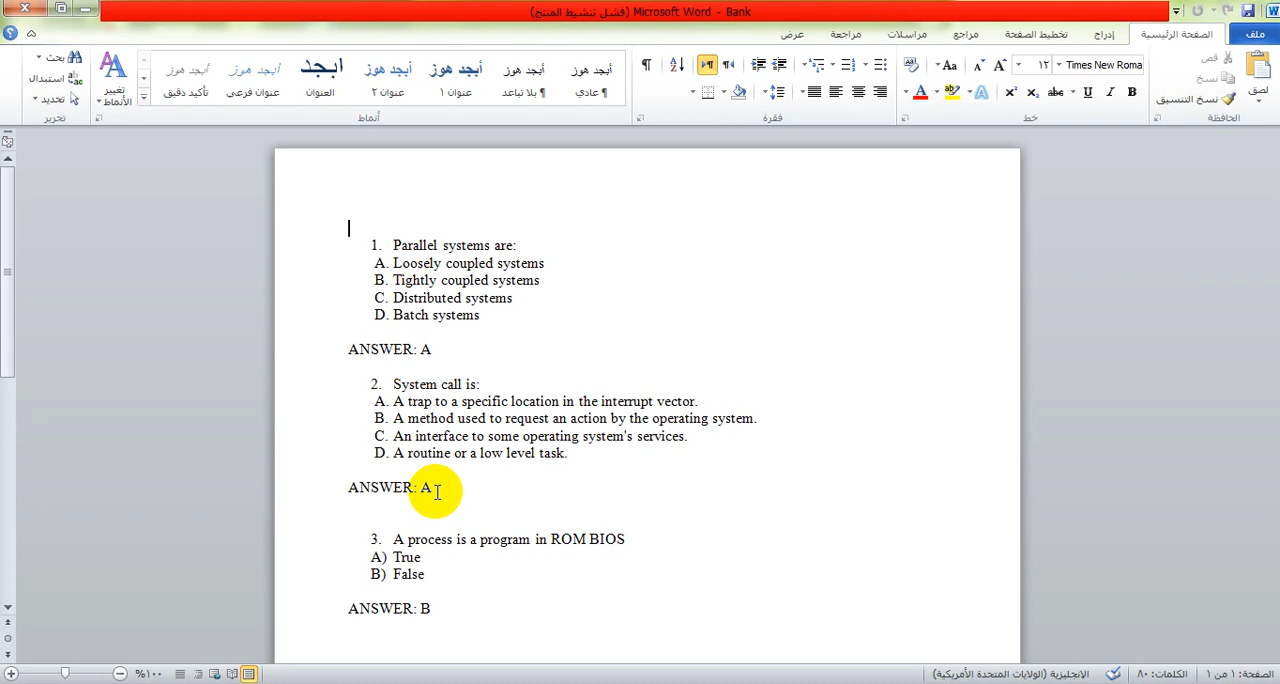 Microsoft Word - Bank (فشل تنشيط المنتج)
ملف الصفحة الرئيسية إدراج تخطيط الصفحة مراجع مراسلات مراجعة عرض
لصق
قص
نسخ
نسخ التنسيق
الحافظة
Times New Roma ١٢
Aa
B I U abc X₂ X² A ab A
خط
فقرة
أبجد هوز أبجد هوز أبجد هوز أبجد هوز أبجد أبجد هوز أبجد هوز
¶ عادي ¶ بلا تباعد عنوان ١ عنوان ٢ العنوان عنوان فرعي تأكيد دقيق
أنماط
تغيير
الأنماط
بحث
استبدال
تحديد
تحرير
1. Parallel systems are:
A. Loosely coupled systems
B. Tightly coupled systems
C. Distributed systems
D. Batch systems
ANSWER: A
2. System call is:
A. A trap to a specific location in the interrupt vector.
B. A method used to request an action by the operating system.
C. An interface to some operating system's services.
D. A routine or a low level task.
ANSWER: A
3. A process is a program in ROM BIOS
A) True
B) False
ANSWER: B
الصفحة: ١ من ١ الكلمات: ٨٠ الإنجليزية (الولايات المتحدة الأمريكية) %١٠٠